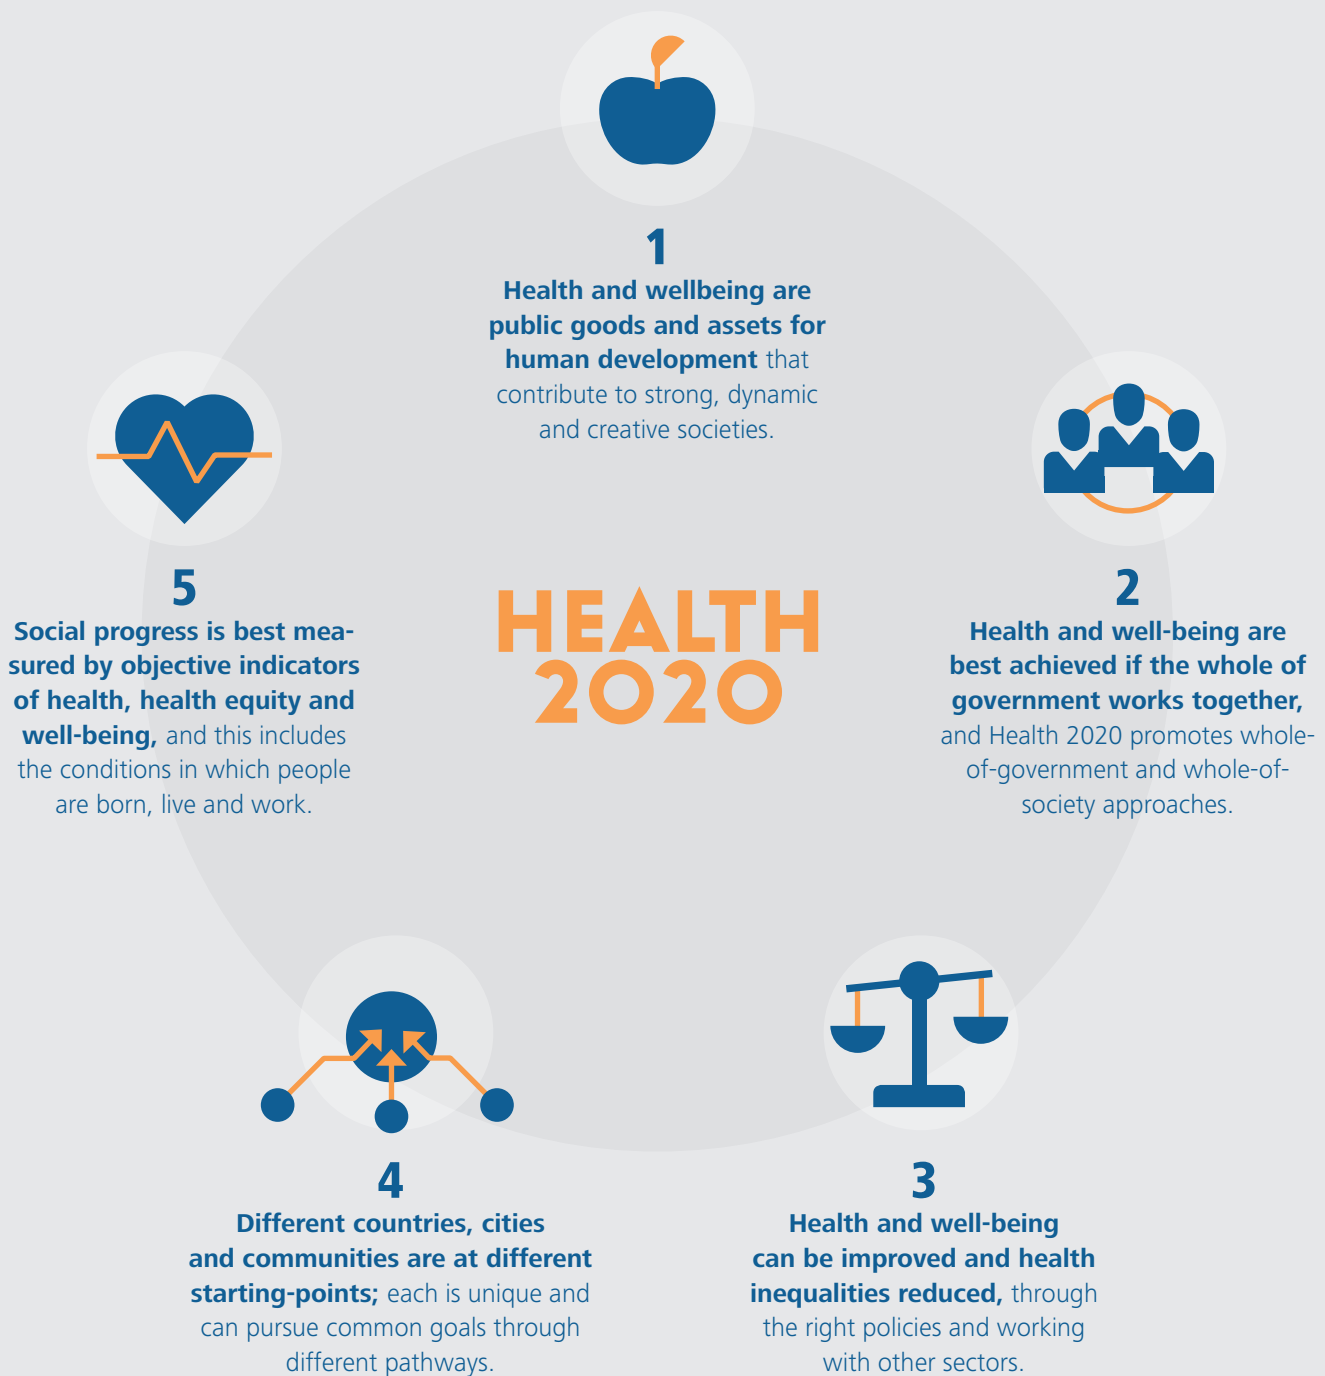 1
Health and wellbeing are
public goods and assets for
human development that
contribute to strong, dynamic
and creative societies.
2
Health and well-being are
best achieved if the whole of
government works together,
and Health 2020 promotes whole-
of-government and whole-of-
society approaches.
3
Health and well-being
can be improved and health
inequalities reduced, through
the right policies and working
with other sectors.
4
Different countries, cities
and communities are at different
starting-points; each is unique and
can pursue common goals through
different pathways.
5
Social progress is best mea-
sured by objective indicators
of health, health equity and
well-being, and this includes
the conditions in which people
are born, live and work.
HEALTH
2020